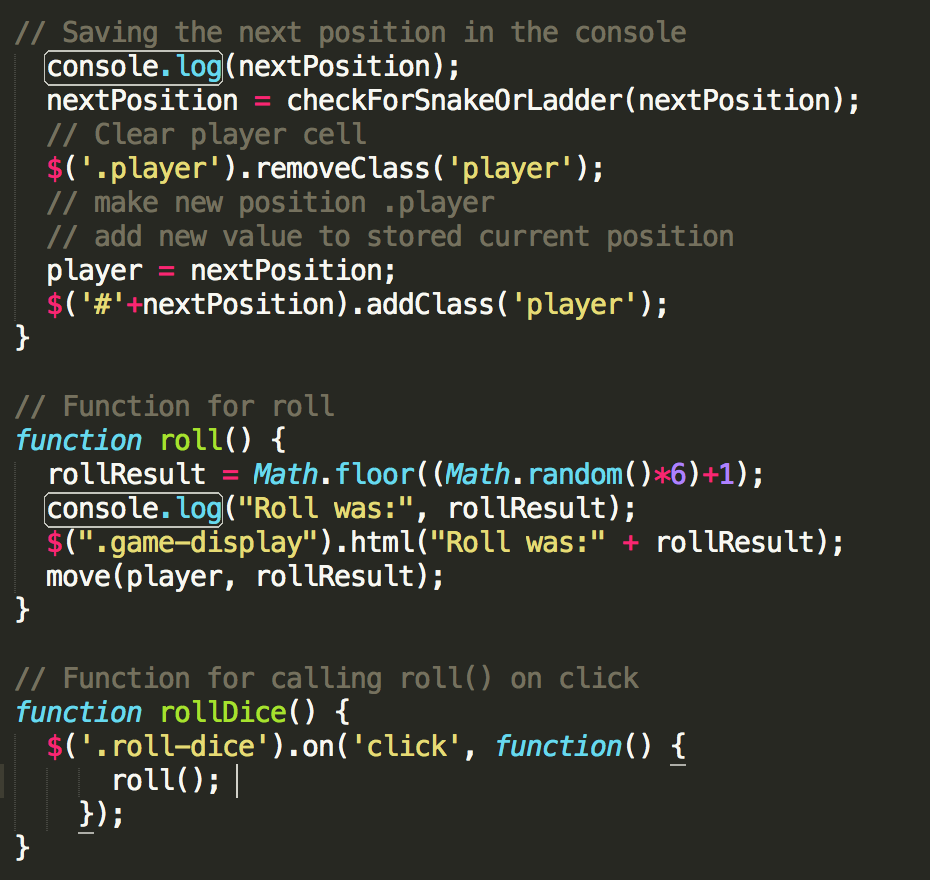 // Saving the next position in the console
console.log(nextPosition);
nextPosition = checkForSnakeOrLadder(nextPosition);
// Clear player cell
$('.player').removeClass('player');
// make new position .player
// add new value to stored current position
player = nextPosition;
$('#'+nextPosition).addClass('player');
}
// Function for roll
function roll() {
rollResult = Math.floor((Math.random()*6)+1);
console.log("Roll was:", rollResult);
$(".game-display").html("Roll was:" + rollResult);
move(player, rollResult);
}
// Function for calling roll() on click
function rollDice() {
$('.roll-dice').on('click', function() {
roll();
});
}